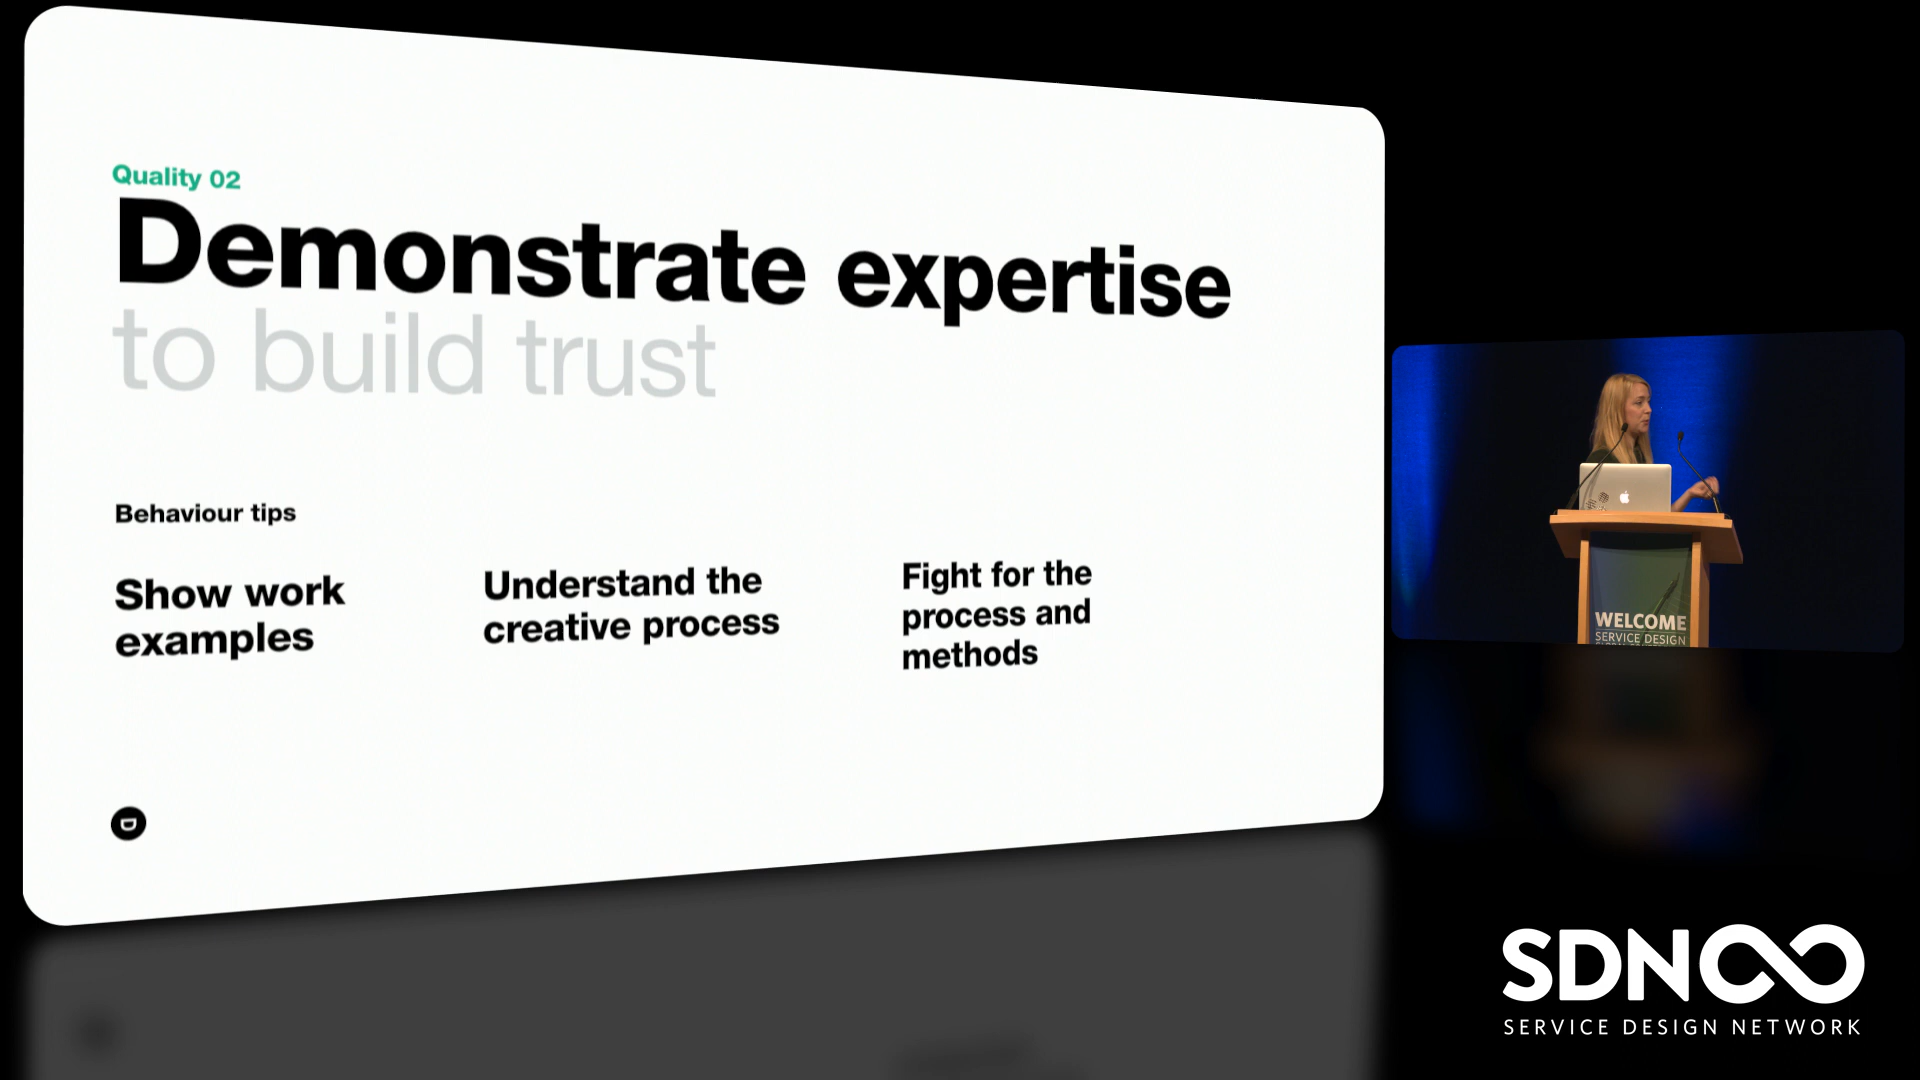 Quality 02
Demonstrate expertise
to build trust
Behaviour tips
Show work
examples
Understand the
creative process
Fight for the
process and
methods
D
WELCOME
SERVICE DESIGN
SDN
SERVICE DESIGN NETWORK